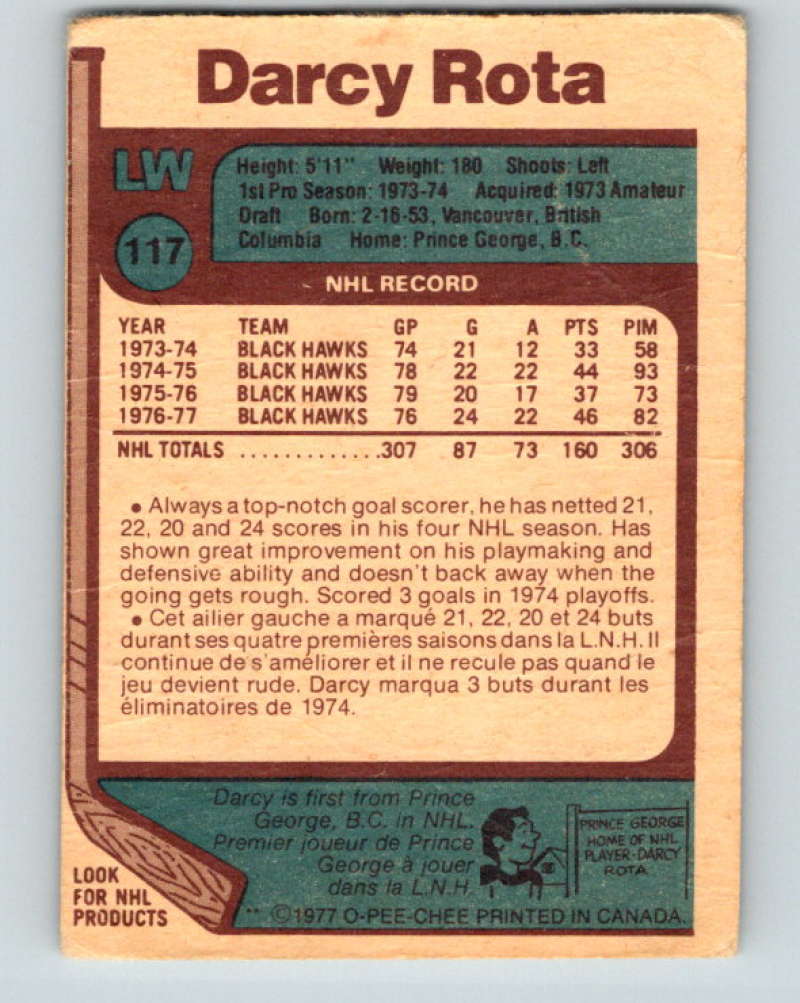 Darcy Rota
LW
117
Height: 5'11" Weight: 180 Shoots: Left
1st Pro Season: 1973-74 Acquired: 1973 Amateur
Draft Born: 2-16-53, Vancouver, British
Columbia Home: Prince George, B.C.
NHL RECORD
YEAR TEAM GP G A PTS PIM
1973-74 BLACK HAWKS 74 21 12 33 58
1974-75 BLACK HAWKS 78 22 22 44 93
1975-76 BLACK HAWKS 79 20 17 37 73
1976-77 BLACK HAWKS 76 24 22 46 82
NHL TOTALS .............307 87 73 160 306
● Always a top-notch goal scorer, he has netted 21,
22, 20 and 24 scores in his four NHL season. Has
shown great improvement on his playmaking and
defensive ability and doesn't back away when the
going gets rough. Scored 3 goals in 1974 playoffs.
● Cet ailier gauche a marqué 21, 22, 20 et 24 buts
durant ses quatre premières saisons dans la L.N.H. Il
continue de s'améliorer et il ne recule pas quand le
jeu devient rude. Darcy marqua 3 buts durant les
éliminatoires de 1974.
Darcy is first from Prince
George, B.C. in NHL.
Premier joueur de Prince
George à jouer
dans la L.N.H.
PRINCE GEORGE
HOME OF NHL
PLAYER-DARCY
ROTA
LOOK
FOR NHL
PRODUCTS
** ©1977 O-PEE-CHEE PRINTED IN CANADA.